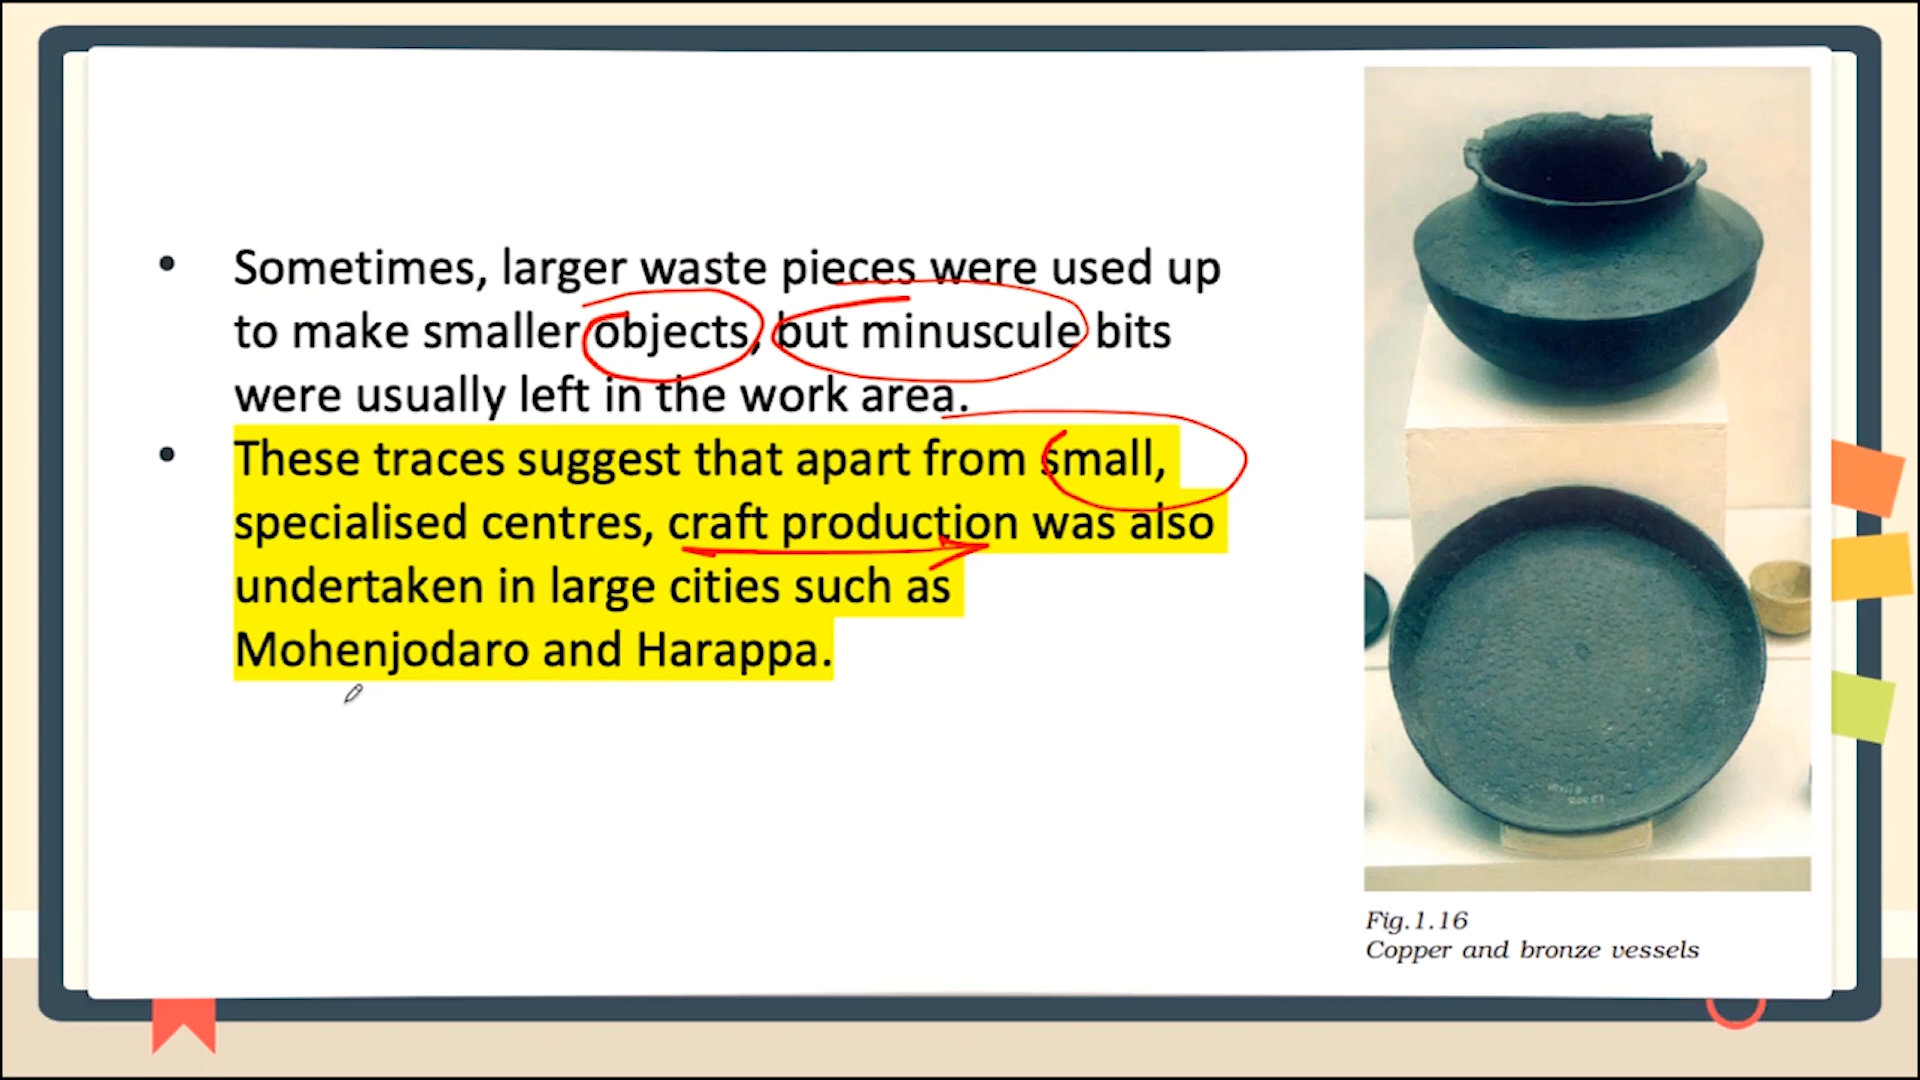 • Sometimes, larger waste pieces were used up
to make smaller objects, but minuscule bits
were usually left in the work area.
• These traces suggest that apart from small,
specialised centres, craft production was also
undertaken in large cities such as
Mohenjodaro and Harappa.
Fig.1.16
Copper and bronze vessels